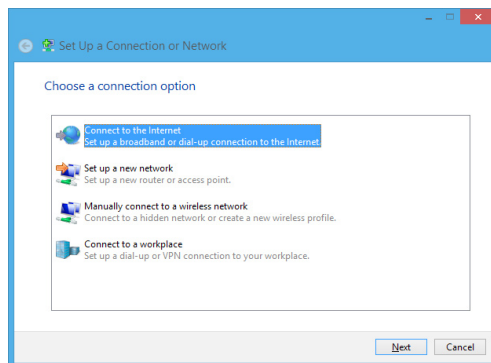 Set Up a Connection or Network
Choose a connection option
Connect to the Internet
Set up a broadband or dial-up connection to the Internet.
Set up a new network
Set up a new router or access point.
Manually connect to a wireless network
Connect to a hidden network or create a new wireless profile.
Connect to a workplace
Set up a dial-up or VPN connection to your workplace.
Next Cancel